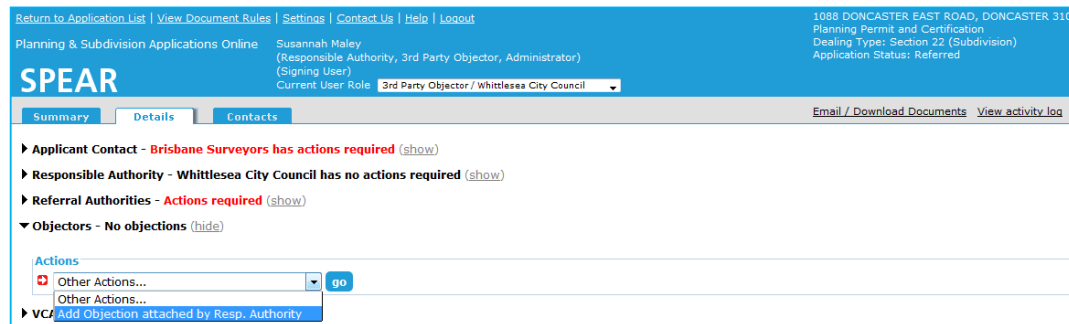 Return to Application List | View Document Rules | Settings | Contact Us | Help | Logout
1088 DONCASTER EAST ROAD, DONCASTER 310
Planning Permit and Certification
Dealing Type: Section 22 (Subdivision)
Application Status: Referred
Planning & Subdivision Applications Online
Susannah Maley
(Responsible Authority, 3rd Party Objector, Administrator)
(Signing User)
Current User Role 3rd Party Objector / Whittlesea City Council
SPEAR
Summary Details Contacts
Email / Download Documents View activity log
Applicant Contact - Brisbane Surveyors has actions required (show)
Responsible Authority - Whittlesea City Council has no actions required (show)
Referral Authorities - Actions required (show)
Objectors - No objections (hide)
Actions
Other Actions... go
Other Actions...
Add Objection attached by Resp. Authority
VCA